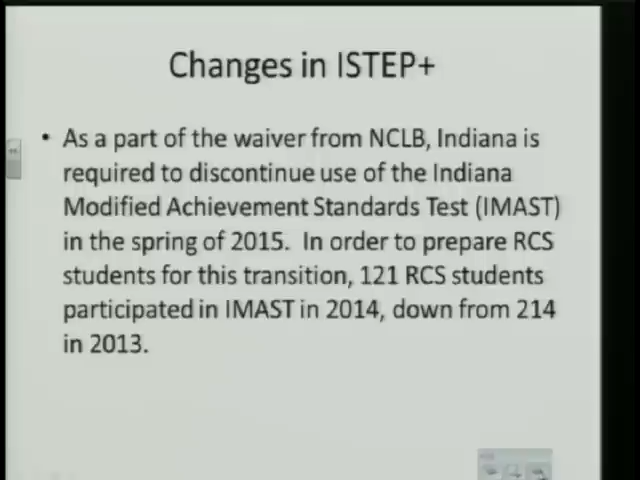 Changes in ISTEP+
• As a part of the waiver from NCLB, Indiana is
required to discontinue use of the Indiana
Modified Achievement Standards Test (IMAST)
in the spring of 2015.  In order to prepare RCS
students for this transition, 121 RCS students
participated in IMAST in 2014, down from 214
in 2013.